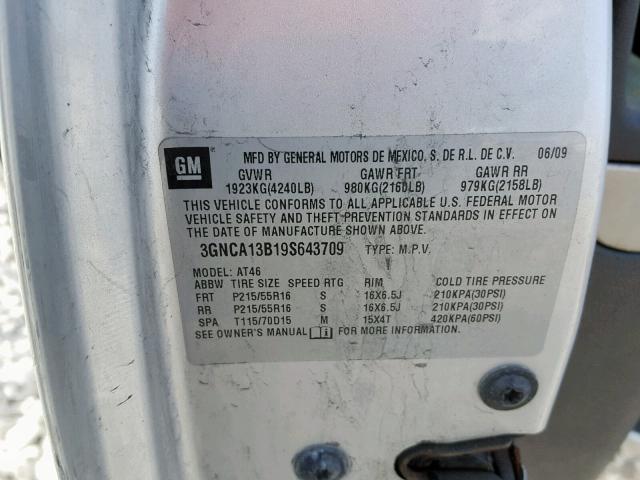 GM
MFD BY GENERAL MOTORS DE MEXICO, S. DE R.L. DE C.V. 06/09
GVWR GAWR FRT GAWR RR
1923KG(4240LB) 980KG(2160LB) 979KG(2158LB)
THIS VEHICLE CONFORMS TO ALL APPLICABLE U.S. FEDERAL MOTOR
VEHICLE SAFETY AND THEFT PREVENTION STANDARDS IN EFFECT ON
THE DATE OF MANUFACTURE SHOWN ABOVE.
3GNCA13B19S643709 TYPE: M.P.V.
MODEL: AT46
ABBW TIRE SIZE SPEED RTG RIM COLD TIRE PRESSURE
FRT P215/55R16 S 16X6.5J 210KPA(30PSI)
RR P215/55R16 S 16X6.5J 210KPA(30PSI)
SPA T115/70D15 M 15X4T 420KPA(60PSI)
SEE OWNER'S MANUAL FOR MORE INFORMATION.